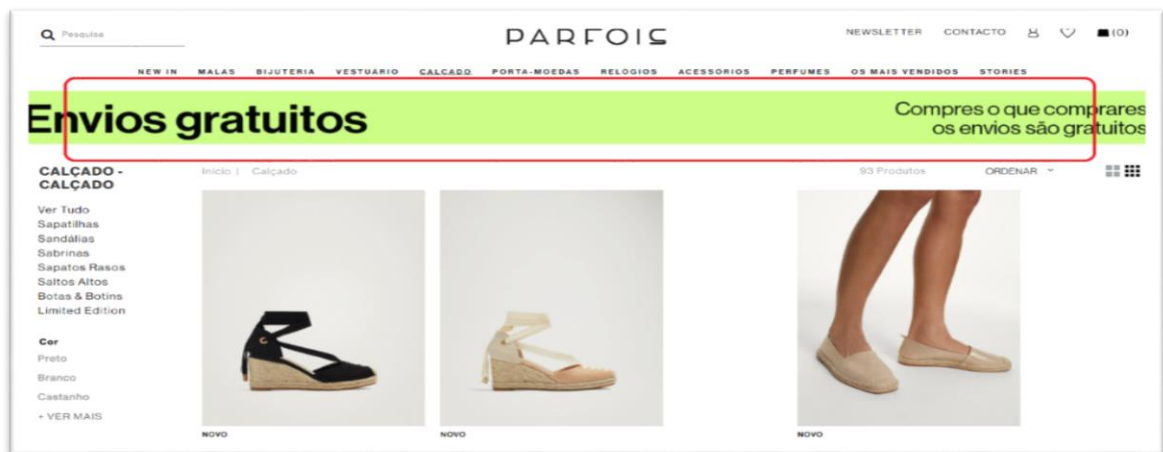 Pesquisa
PARFOIS
NEWSLETTER CONTACTO (0)
NEW IN MALAS BIJUTERIA VESTUÁRIO CALÇADO PORTA-MOEDAS RELÓGIOS ACESSÓRIOS PERFUMES OS MAIS VENDIDOS STORIES
Envios gratuitos
Compres o que comprares
os envios são gratuitos
CALÇADO -
CALÇADO
Início | Calçado
93 Produtos
ORDENAR
Ver Tudo
Sapatilhas
Sandálias
Sabrinas
Sapatos Rasos
Saltos Altos
Botas & Botins
Limited Edition
Cor
Preto
Branco
Castanho
+ VER MAIS
NOVO
NOVO
NOVO